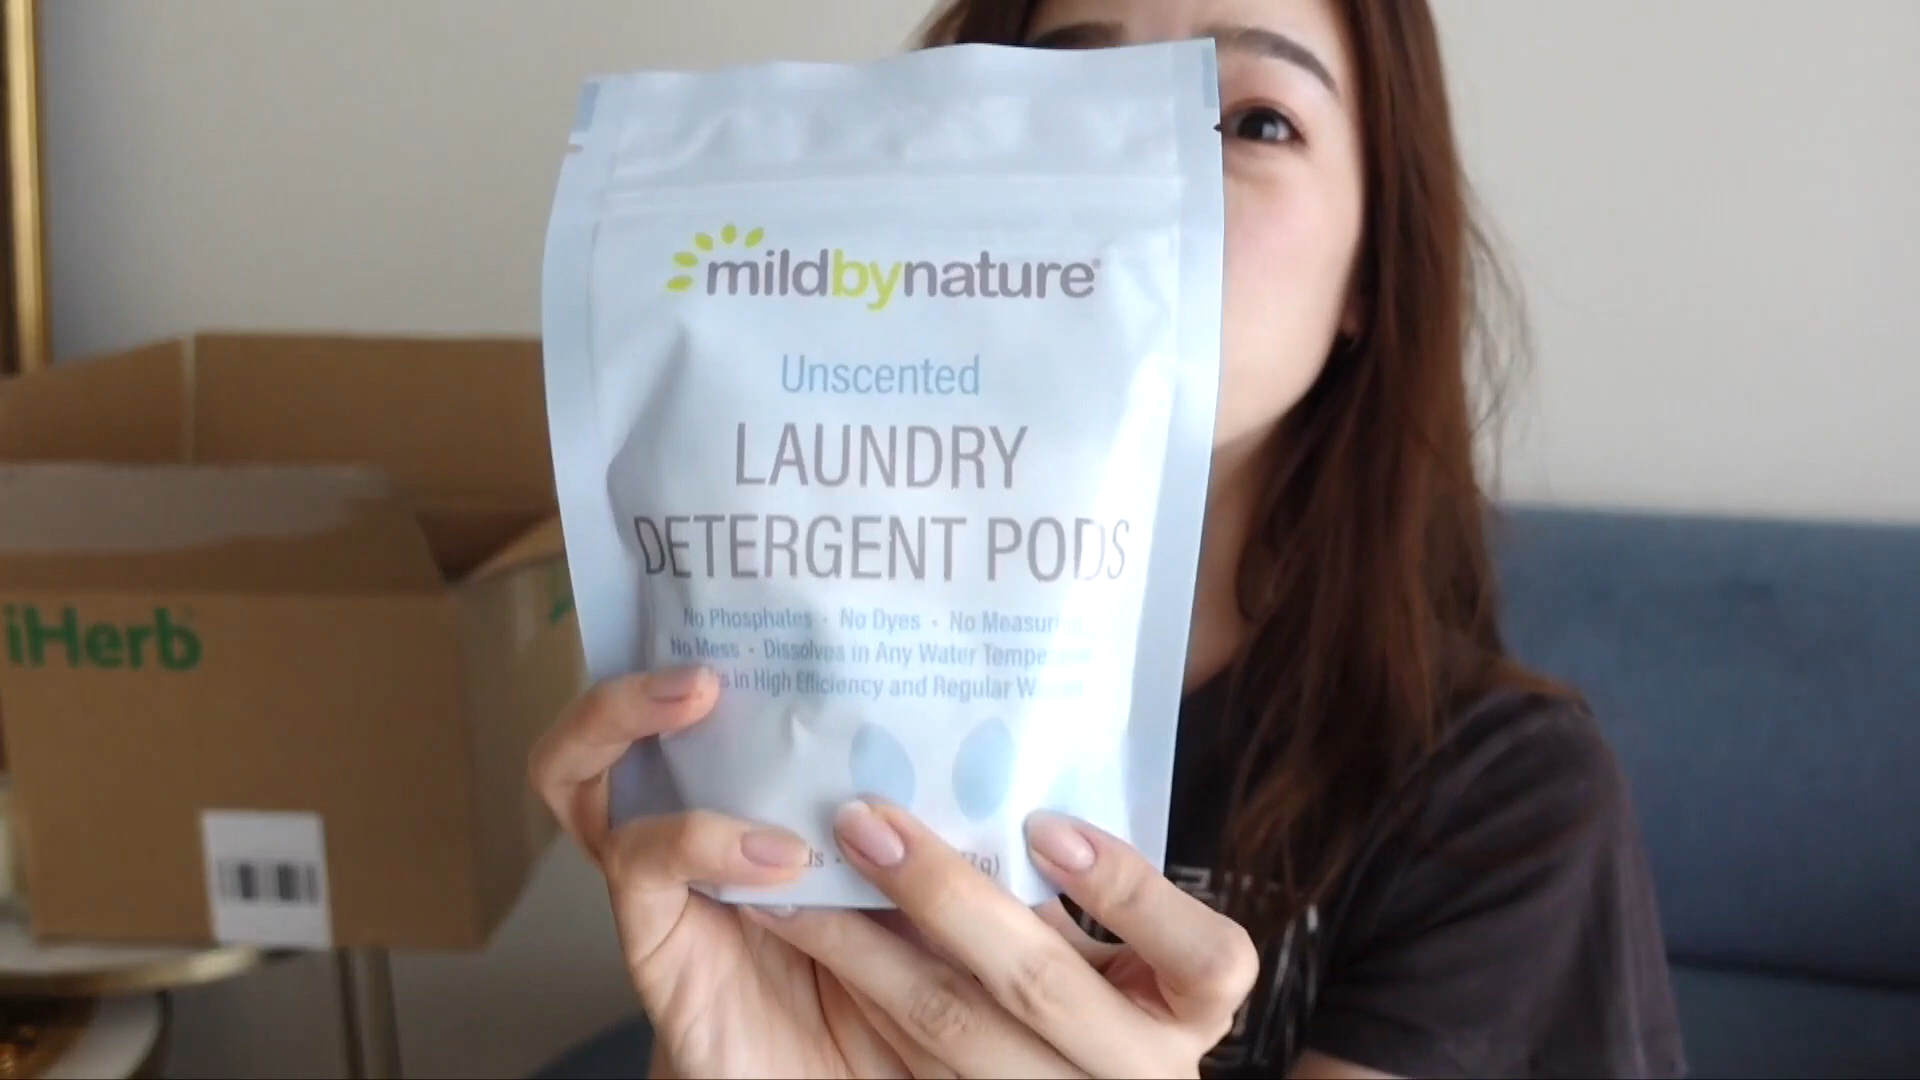 mildbynature®
Unscented
LAUNDRY
DETERGENT PODS
No Phosphates · No Dyes · No
No Mess · Dissolves in Any Water
in High Efficiency and Regular
iHerb